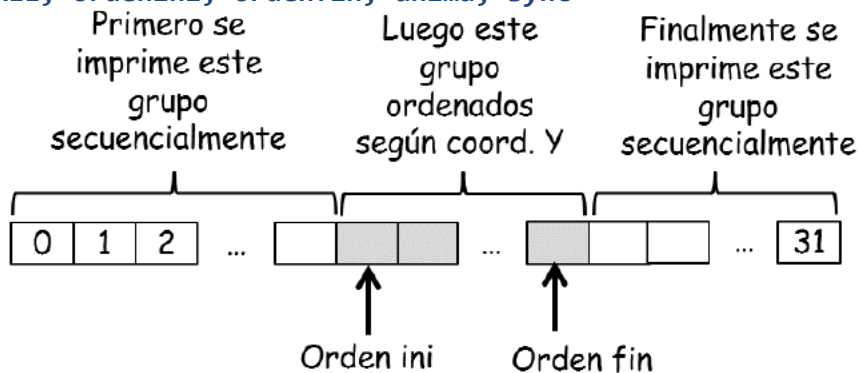 Primero se
imprime este
grupo
secuencialmente
Luego este
grupo
ordenados
según coord. Y
Finalmente se
imprime este
grupo
secuencialmente
0 1 2 ... ... ... 31
Orden ini
Orden fin